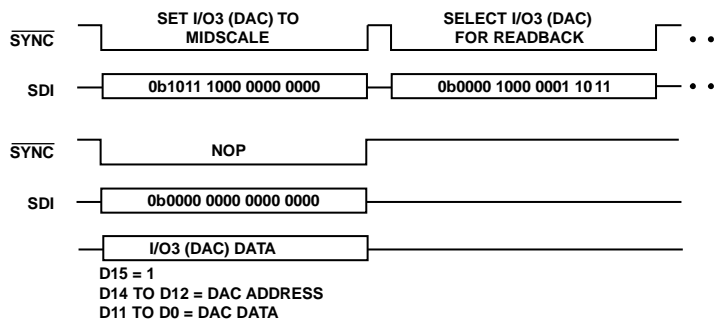 SET I/O3 (DAC) TO
MIDSCALE
SELECT I/O3 (DAC)
FOR READBACK
SYNC
SDI
0b1011 1000 0000 0000
0b0000 1000 0001 1011
SYNC
NOP
SDI
0b0000 0000 0000 0000
I/O3 (DAC) DATA
D15 = 1
D14 TO D12 = DAC ADDRESS
D11 TO D0 = DAC DATA